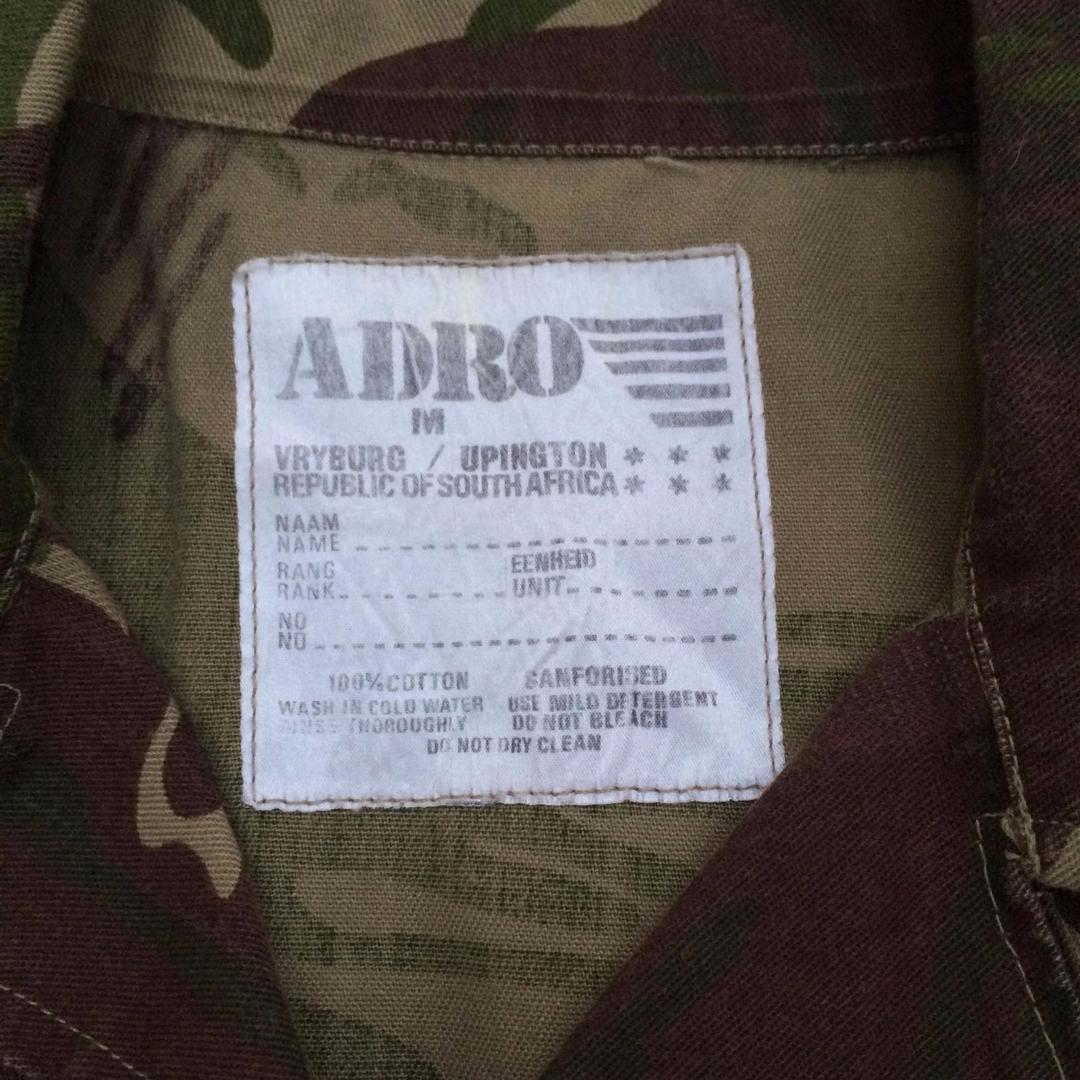 ADRO
M
VRYBURG / UPINGTON * * *
REPUBLIC OF SOUTH AFRICA * * *
NAAM
NAME
RANG EENHEID
RANK UNIT
NO
NO
100% COTTON SANFORISED
WASH IN COLD WATER USE MILD DETERGENT
RINSE THOROUGHLY DO NOT BLEACH
DO NOT DRY CLEAN